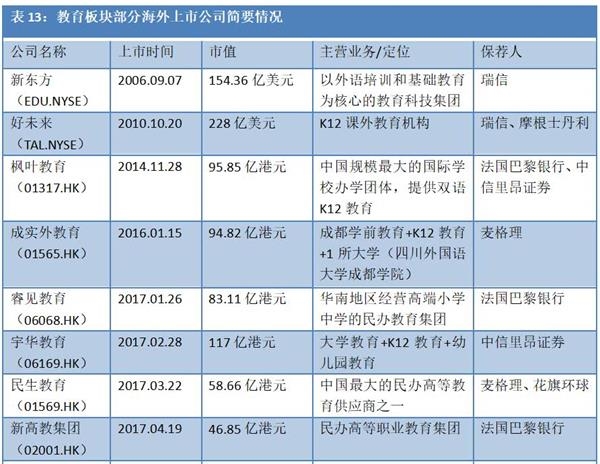 表 13：教育板块部分海外上市公司简要情况
公司名称 上市时间 市值 主营业务/定位 保荐人
新东方 2006.09.07 154.36 亿美元 以外语培训和基础教育 瑞信
（EDU.NYSE） 为核心的教育科技集团
好未来 2010.10.20 228 亿美元 K12 课外教育机构 瑞信、摩根士丹利
（TAL.NYSE）
枫叶教育 2014.11.28 95.85 亿港元 中国规模最大的国际学 法国巴黎银行、中
（01317.HK） 校办学团体，提供双语 信里昂证券
K12 教育
成实外教育 2016.01.15 94.82 亿港元 成都学前教育+K12 教育 麦格理
（01565.HK） +1 所大学（四川外国语
大学成都学院）
睿见教育 2017.01.26 83.11 亿港元 华南地区经营高端小学 法国巴黎银行
（06068.HK） 中学的民办教育集团
宇华教育 2017.02.28 117 亿港元 大学教育+K12 教育+幼 中信里昂证券
（06169.HK） 儿园教育
民生教育 2017.03.22 58.66 亿港元 中国最大的民办高等教 麦格理、花旗环球
（01569.HK） 育供应商之一
新高教集团 2017.04.19 46.85 亿港元 民办高等职业教育集团 法国巴黎银行
（02001.HK）